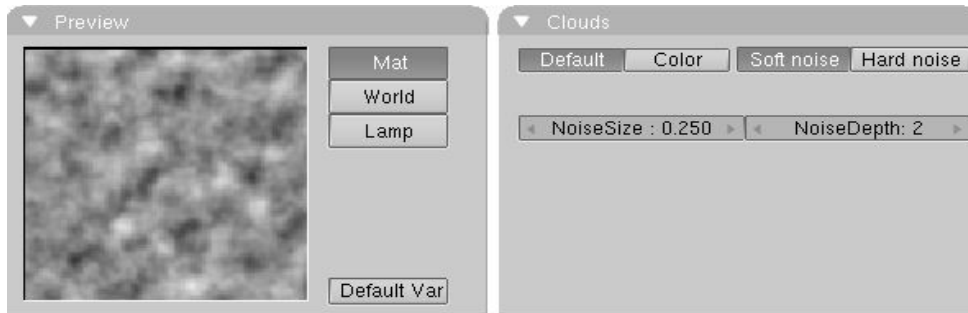 Preview
Mat
World
Lamp
Default Var
Clouds
Default Color Soft noise Hard noise
NoiseSize : 0.250 NoiseDepth: 2